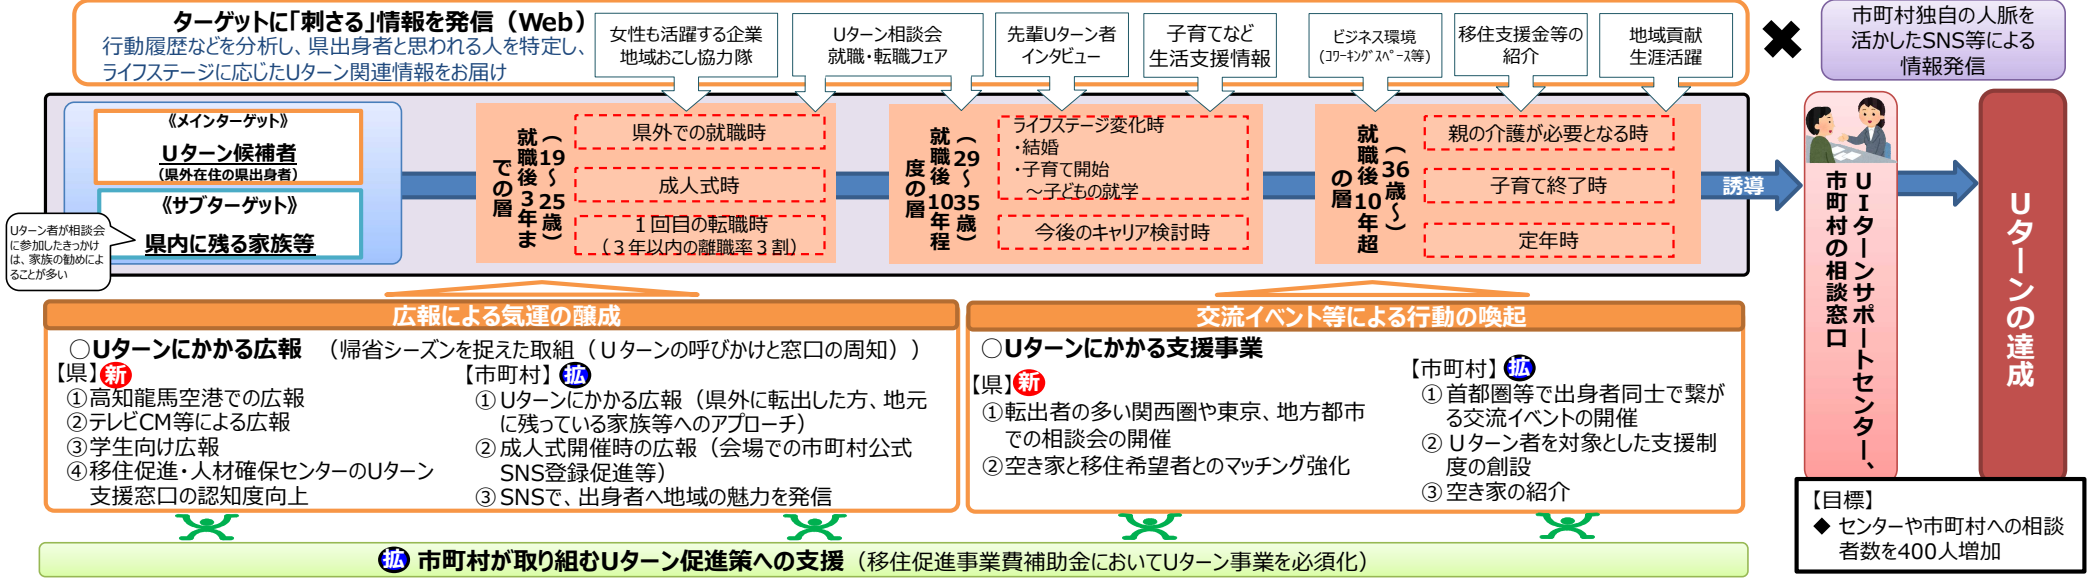 ターゲットに「刺さる」情報を発信（Web）
行動履歴などを分析し、県出身者と思われる人を特定し、
ライフステージに応じたUターン関連情報をお届け
女性も活躍する企業
地域おこし協力隊
Uターン相談会
就職・転職フェア
先輩Uターン者
インタビュー
子育てなど
生活支援情報
ビジネス環境
(ｺﾜｰｷﾝｸﾞｽﾍﾟｰｽ等)
移住支援金等の
紹介
地域貢献
生涯活躍
市町村独自の人脈を
活かしたSNS等による
情報発信
《メインターゲット》
Uターン候補者
（県外在住の県出身者）
《サブターゲット》
県内に残る家族等
Uターン者が相談会
に参加したきっかけ
は、家族の勧めによ
ることが多い
就職後３年ま
での層
（19～25歳）
県外での就職時
成人式時
１回目の転職時
（３年以内の離職率３割）
就職後10年程
度の層
（29～35歳）
ライフステージ変化時
・結婚
・子育て開始
～子どもの就学
今後のキャリア検討時
就職後10年超
の層
（36歳～）
親の介護が必要となる時
子育て終了時
定年時
誘導
UIターンサポートセンター、
市町村の相談窓口
Uターンの達成
広報による気運の醸成
○Uターンにかかる広報　（帰省シーズンを捉えた取組（Ｕターンの呼びかけと窓口の周知））
【県】新
①高知龍馬空港での広報
②テレビCM等による広報
③学生向け広報
④移住促進・人材確保センターのUターン
支援窓口の認知度向上
【市町村】拡
①Uターンにかかる広報（県外に転出した方、地元
に残っている家族等へのアプローチ）
②成人式開催時の広報（会場での市町村公式
SNS登録促進等）
③SNSで、出身者へ地域の魅力を発信
交流イベント等による行動の喚起
○Uターンにかかる支援事業
【県】新
①転出者の多い関西圏や東京、地方都市
での相談会の開催
②空き家と移住希望者とのマッチング強化
【市町村】拡
①首都圏等で出身者同士で繋が
る交流イベントの開催
②Ｕターン者を対象とした支援制
度の創設
③空き家の紹介
【目標】
◆ センターや市町村への相談
者数を400人増加
拡 市町村が取り組むUターン促進策への支援（移住促進事業費補助金においてUターン事業を必須化）